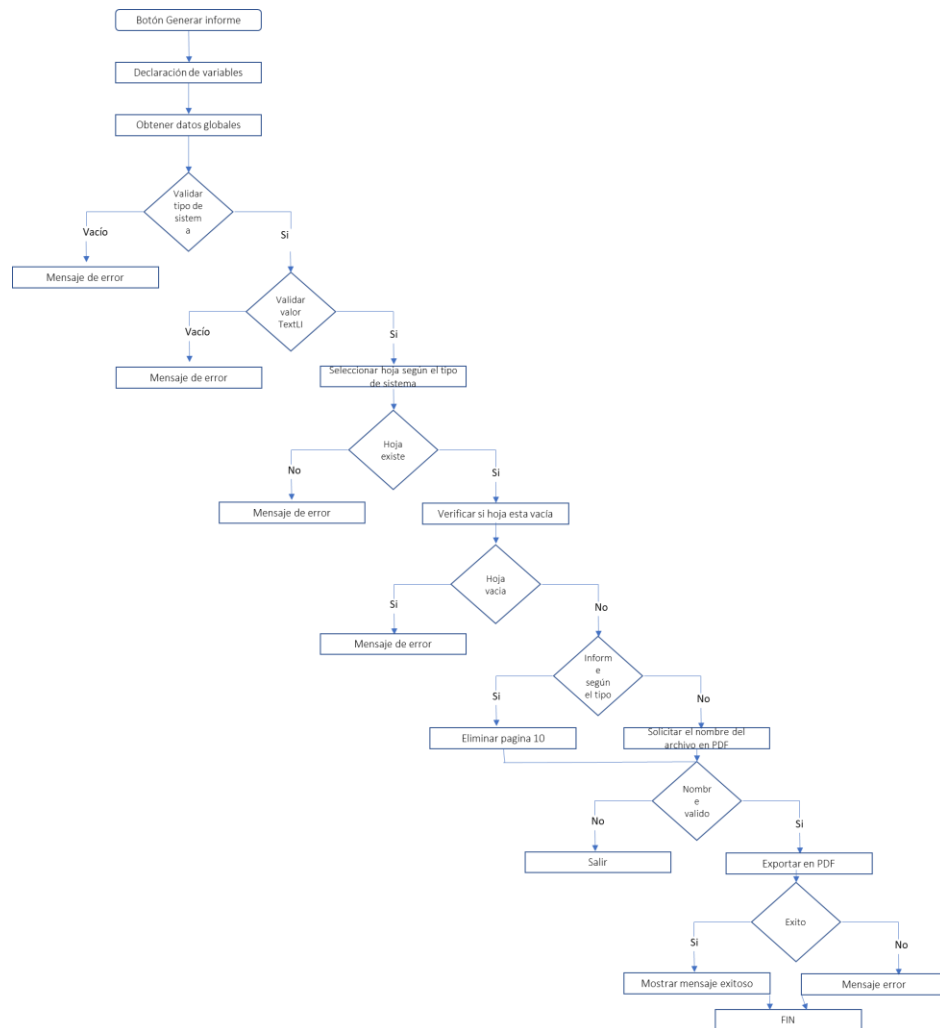 Botón Generar informe
Declaración de variables
Obtener datos globales
Validar
tipo de
sistem
a
Vacío
Si
Mensaje de error
Validar
valor
TextLI
Vacío
Si
Mensaje de error
Seleccionar hoja según el tipo
de sistema
Hoja
existe
No
Si
Mensaje de error
Verificar si hoja esta vacía
Hoja
vacia
Si
No
Mensaje de error
Inform
e
según
el tipo
Si
No
Eliminar pagina 10
Solicitar el nombre del
archivo en PDF
Nombr
e
valido
No
Si
Salir
Exportar en PDF
Exito
Si
No
Mostrar mensaje exitoso
Mensaje error
FIN